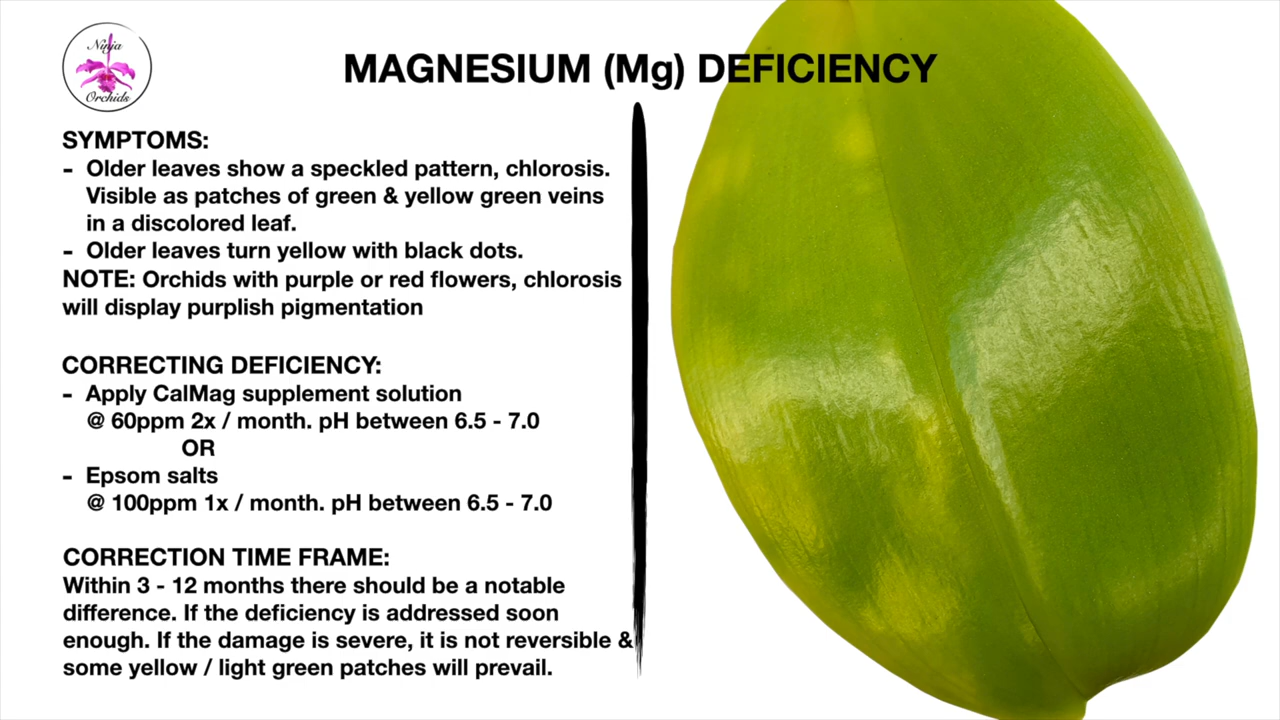 Ninja
Orchids
MAGNESIUM (Mg) DEFICIENCY
SYMPTOMS:
- Older leaves show a speckled pattern, chlorosis.
Visible as patches of green & yellow green veins
in a discolored leaf.
- Older leaves turn yellow with black dots.
NOTE: Orchids with purple or red flowers, chlorosis
will display purplish pigmentation
CORRECTING DEFICIENCY:
- Apply CalMag supplement solution
@ 60ppm 2x / month. pH between 6.5 - 7.0
OR
- Epsom salts
@ 100ppm 1x / month. pH between 6.5 - 7.0
CORRECTION TIME FRAME:
Within 3 - 12 months there should be a notable
difference. If the deficiency is addressed soon
enough. If the damage is severe, it is not reversible &
some yellow / light green patches will prevail.